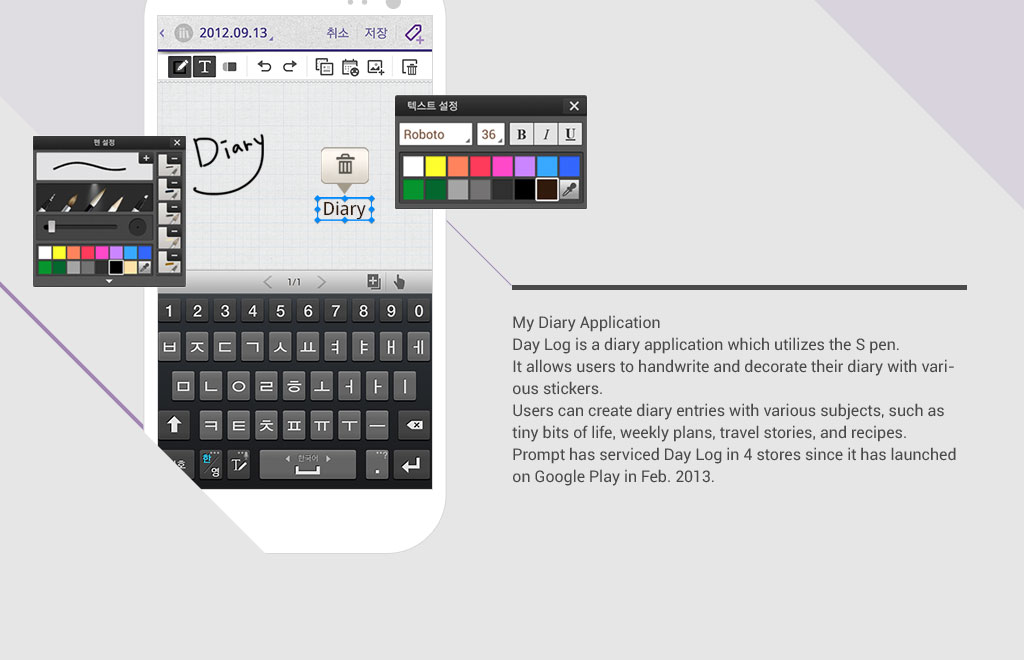 2012.09.13
취소
저장
T
텍스트 설정
Roboto
36
B I U
펜 설정
Diary
Diary
1/1
1 2 3 4 5 6 7 8 9 0
ㅂ ㅈ ㄷ ㄱ ㅅ ㅛ ㅕ ㅑ ㅐ ㅔ
ㅁ ㄴ ㅇ ㄹ ㅎ ㅗ ㅓ ㅏ ㅣ
ㅋ ㅌ ㅊ ㅍ ㅠ ㅜ ㅡ
한
영
T
한국어
.
My Diary Application
Day Log is a diary application which utilizes the S pen.
It allows users to handwrite and decorate their diary with vari-
ous stickers.
Users can create diary entries with various subjects, such as
tiny bits of life, weekly plans, travel stories, and recipes.
Prompt has serviced Day Log in 4 stores since it has launched
on Google Play in Feb. 2013.